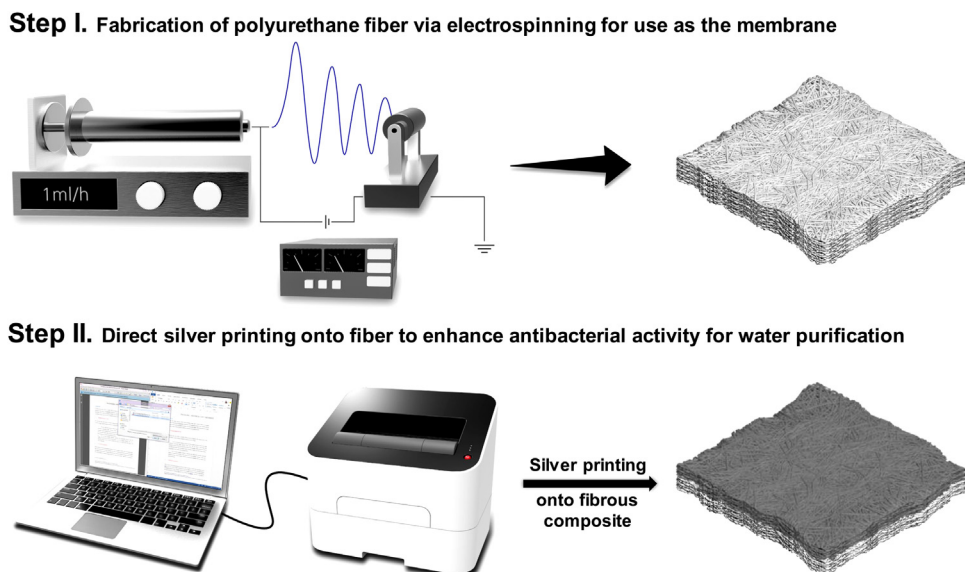 Step I. Fabrication of polyurethane fiber via electrospinning for use as the membrane
1ml/h
Step II. Direct silver printing onto fiber to enhance antibacterial activity for water purification
Silver printing
onto fibrous
composite